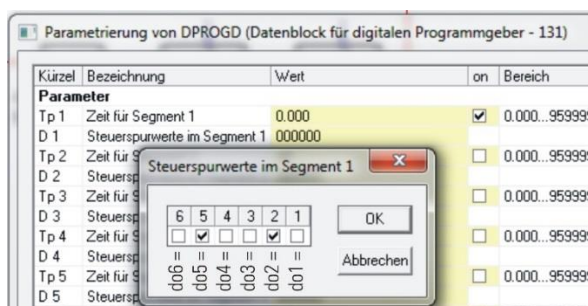 Parametrierung von DPROGD (Datenblock für digitalen Programmgeber - 131)
Kürzel Bezeichnung Wert on Bereich
Parameter
Tp 1 Zeit für Segment 1 0.000 0.000...959999
D 1 Steuerspurwerte im Segment 1 000000
Tp 2 Zeit für S 0.000...959999
D 2 Steuersp
Tp 3 Zeit für S 0.000...959999
D 3 Steuersp
Tp 4 Zeit für S 0.000...959999
D 4 Steuersp
Tp 5 Zeit für S 0.000...959999
D 5 Steuersp
Steuerspurwerte im Segment 1
6 5 4 3 2 1
do6 = do5 = do4 = do3 = do2 = do1 =
OK
Abbrechen